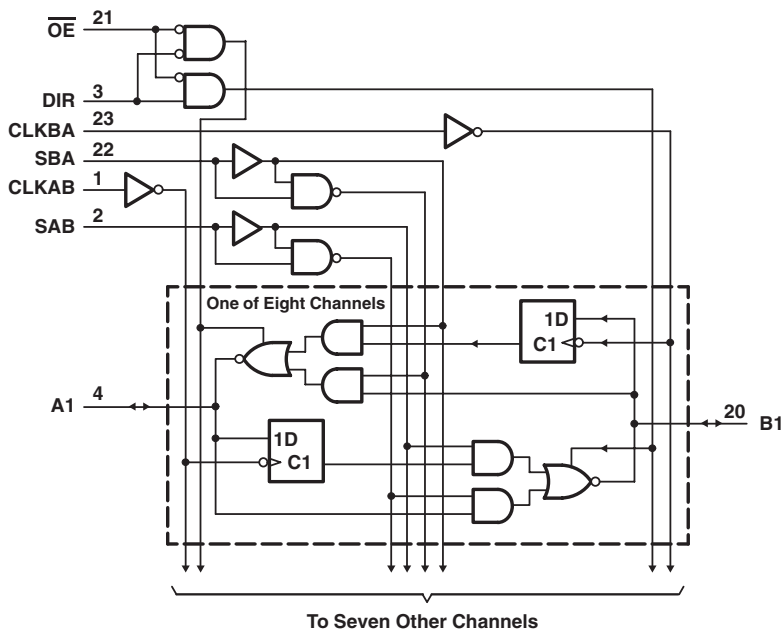 O̅E̅ 21
DIR 3
CLKBA 23
SBA 22
CLKAB 1
SAB 2
One of Eight Channels
1D
C1
A1 4
20 B1
1D
C1
To Seven Other Channels